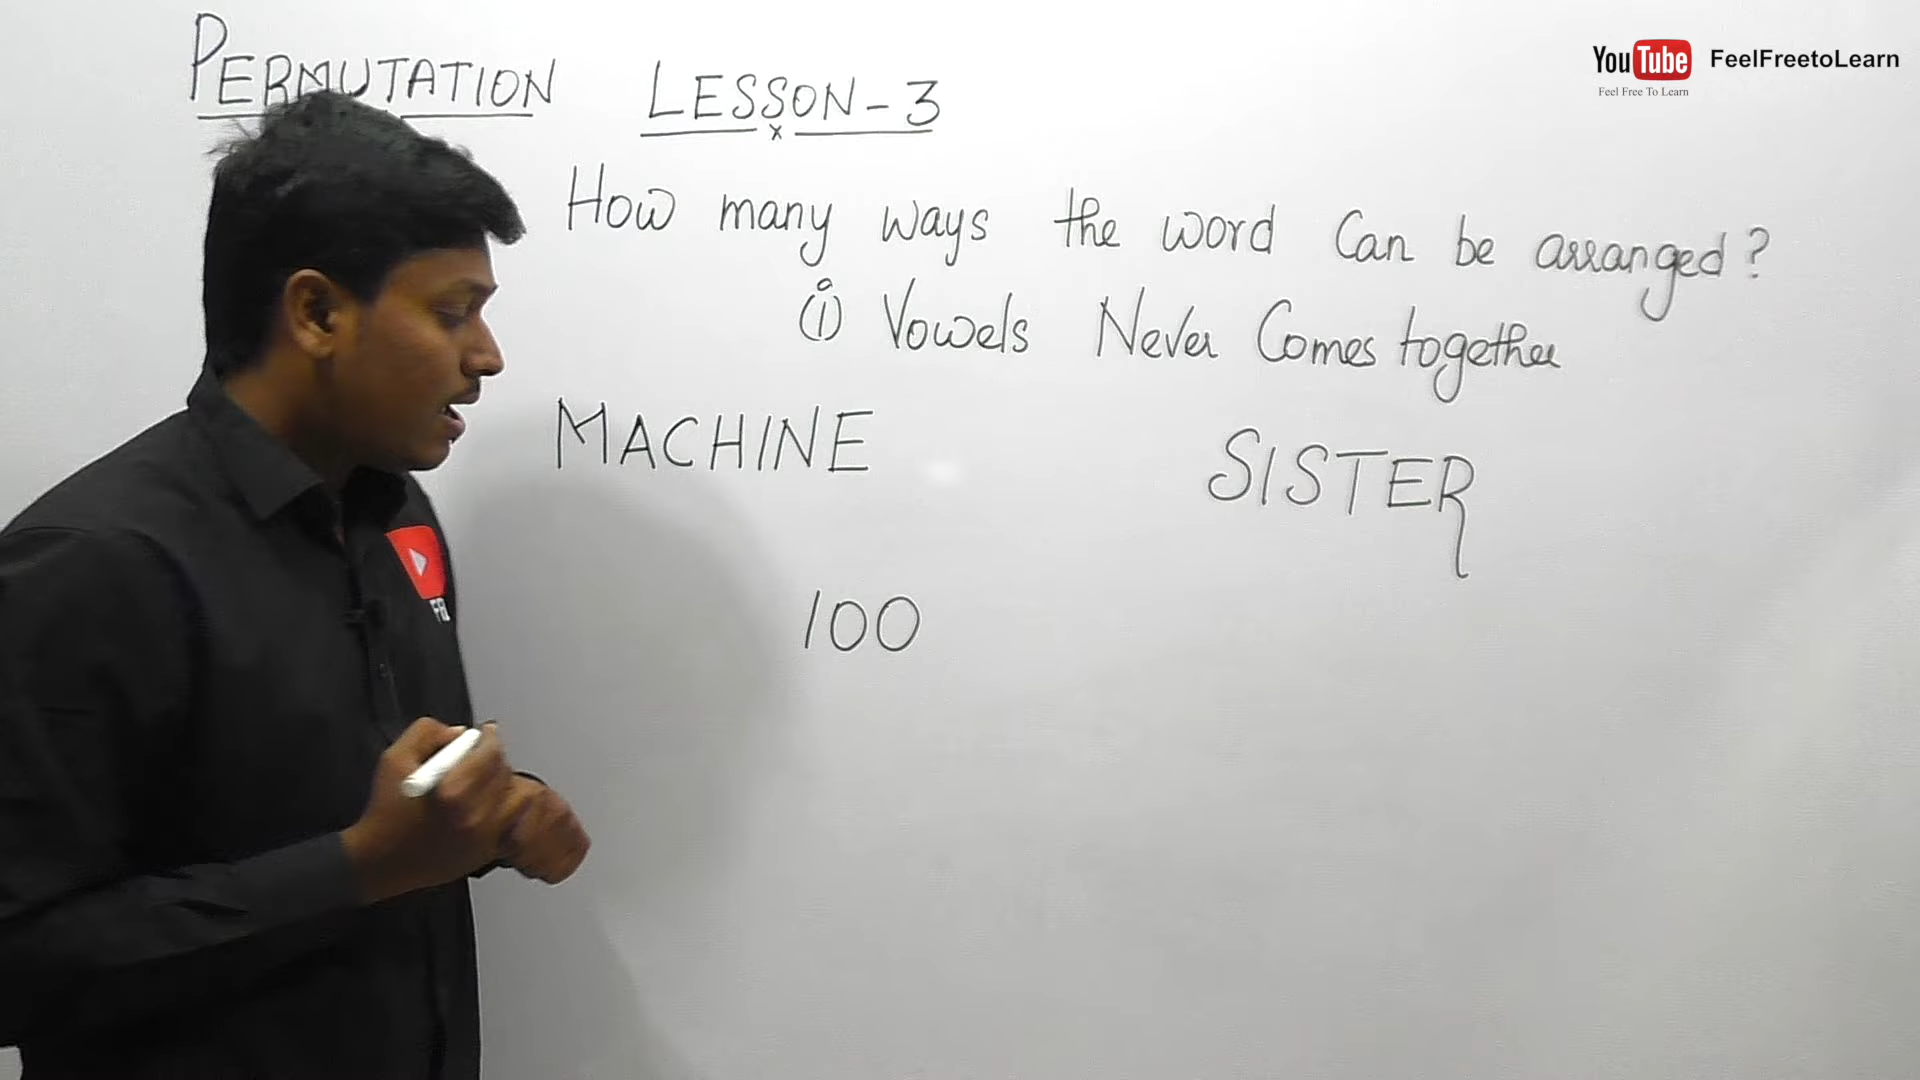 PERMUTATION LESSON-3
x
How many ways the word Can be arranged?
(i) Vowels Never Comes together
MACHINE
SISTER
100
YouTube FeelFreetoLearn
Feel Free To Learn